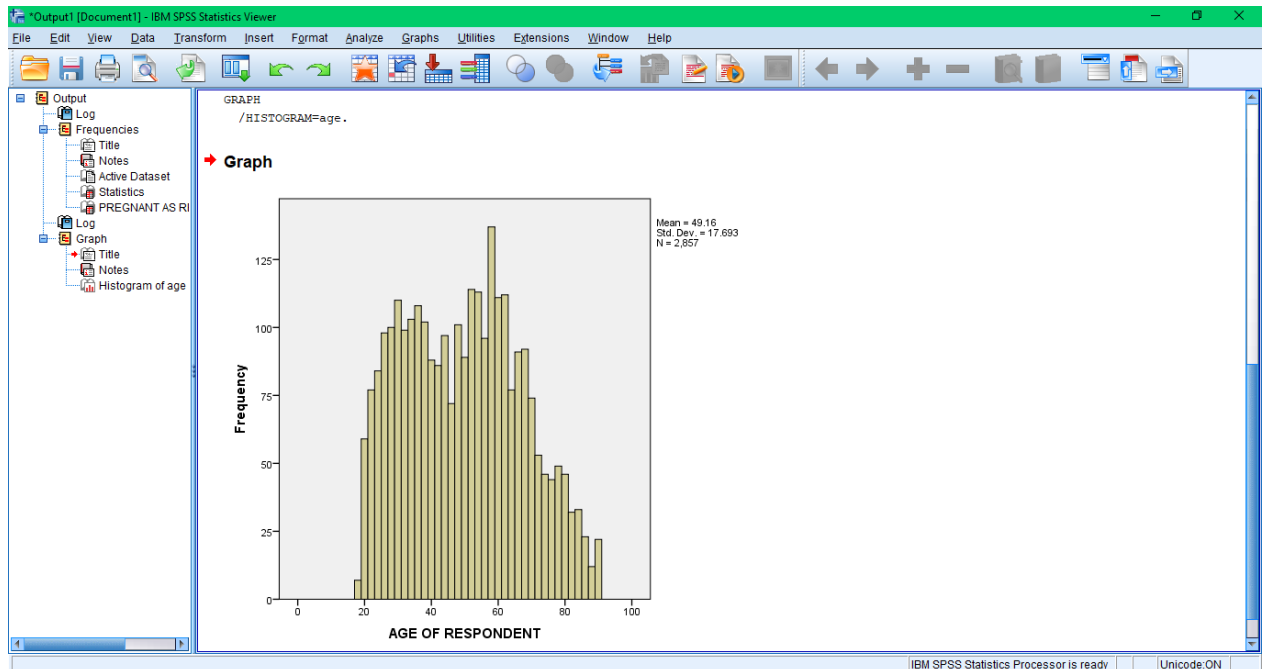 *Output1 [Document1] - IBM SPSS Statistics Viewer
File Edit View Data Transform Insert Format Analyze Graphs Utilities Extensions Window Help
Output
Log
Frequencies
Title
Notes
Active Dataset
Statistics
PREGNANT AS RI
Log
Graph
Title
Notes
Histogram of age
GRAPH
/HISTOGRAM=age.
Graph
Mean = 49.16
Std. Dev. = 17.693
N = 2,857
Frequency
125
100
75
50
25
0
0 20 40 60 80 100
AGE OF RESPONDENT
IBM SPSS Statistics Processor is ready Unicode:ON